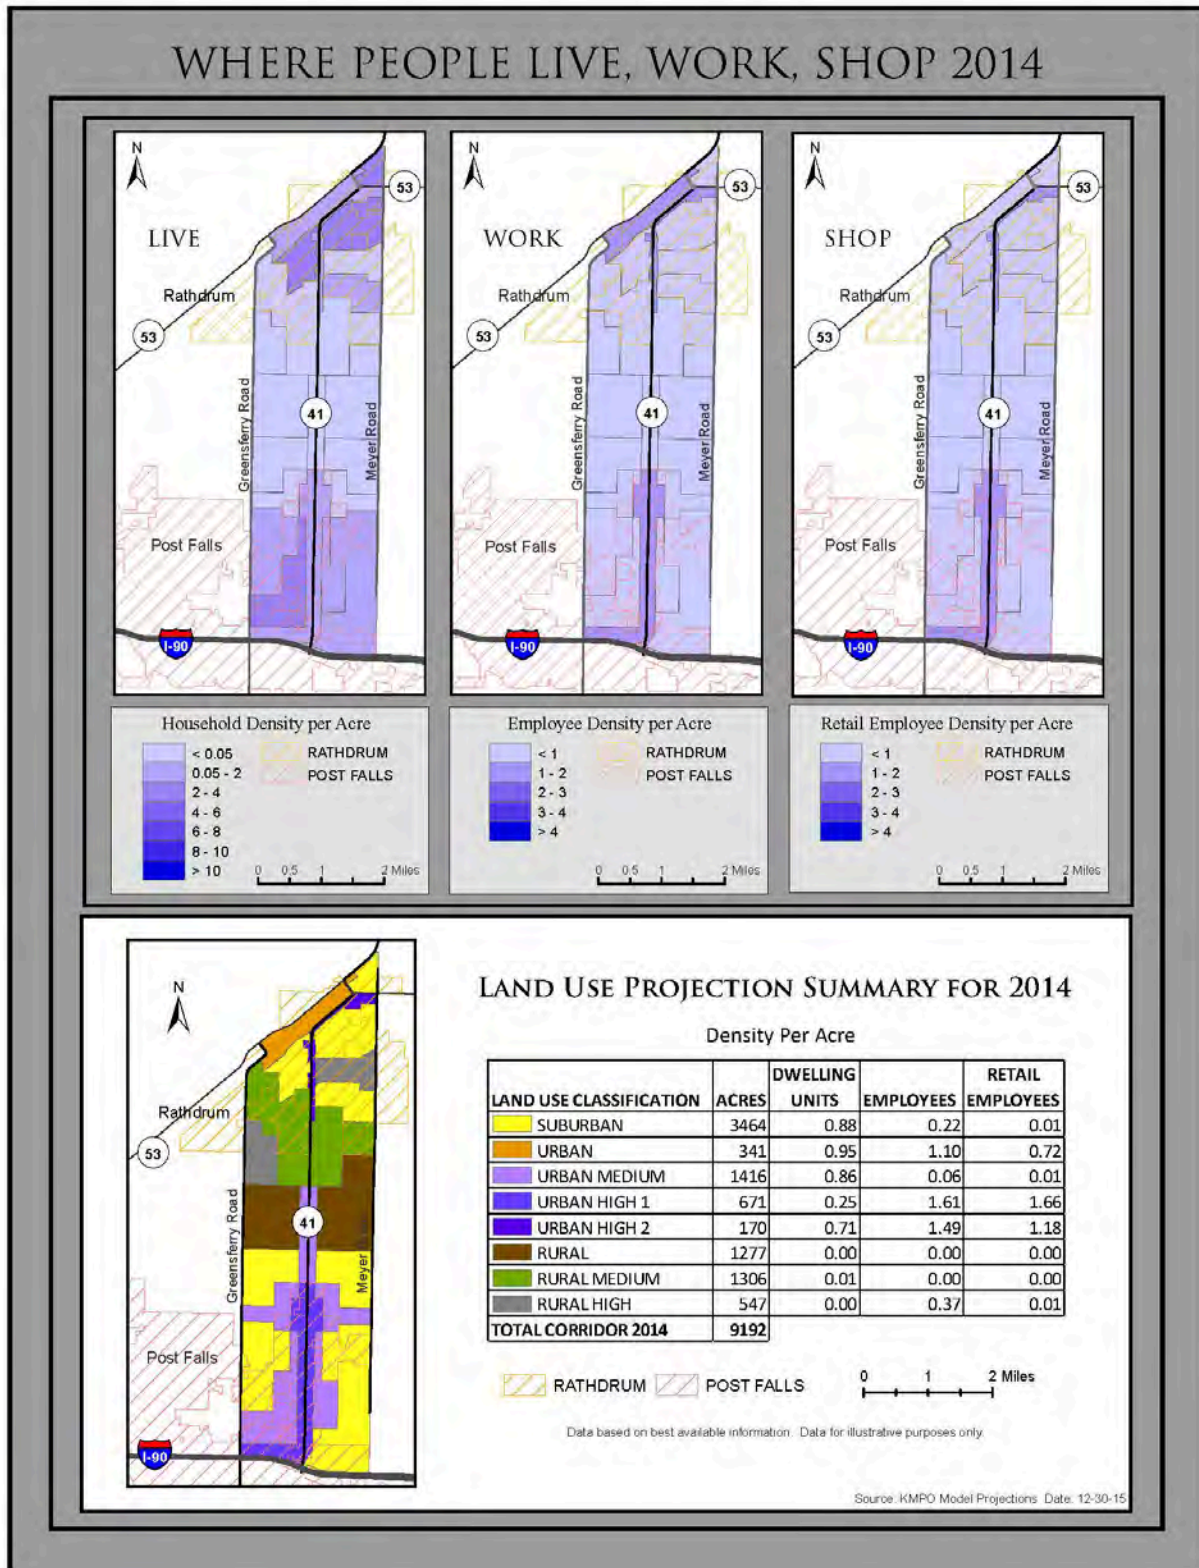 WHERE PEOPLE LIVE, WORK, SHOP 2014
N
53
LIVE
Rathdrum
53
Greensferry Road
41
Meyer Road
Post Falls
I-90
N
53
WORK
Rathdrum
53
Greensferry Road
41
Meyer Road
Post Falls
I-90
N
53
SHOP
Rathdrum
53
Greensferry Road
41
Meyer Road
Post Falls
I-90
Household Density per Acre
< 0.05
0.05 - 2
2 - 4
4 - 6
6 - 8
8 - 10
> 10
RATHDRUM
POST FALLS
0 0.5 1 2 Miles
Employee Density per Acre
< 1
1 - 2
2 - 3
3 - 4
> 4
RATHDRUM
POST FALLS
0 0.5 1 2 Miles
Retail Employee Density per Acre
< 1
1 - 2
2 - 3
3 - 4
> 4
RATHDRUM
POST FALLS
0 0.5 1 2 Miles
N
Rathdrum
53
Greensferry Road
41
Meyer
Post Falls
I-90
LAND USE PROJECTION SUMMARY FOR 2014
Density Per Acre
LAND USE CLASSIFICATION ACRES DWELLING UNITS EMPLOYEES RETAIL EMPLOYEES
SUBURBAN 3464 0.88 0.22 0.01
URBAN 341 0.95 1.10 0.72
URBAN MEDIUM 1416 0.86 0.06 0.01
URBAN HIGH 1 671 0.25 1.61 1.66
URBAN HIGH 2 170 0.71 1.49 1.18
RURAL 1277 0.00 0.00 0.00
RURAL MEDIUM 1306 0.01 0.00 0.00
RURAL HIGH 547 0.00 0.37 0.01
TOTAL CORRIDOR 2014 9192
RATHDRUM POST FALLS 0 1 2 Miles
Data based on best available information. Data for illustrative purposes only.
Source: KMPO Model Projections Date: 12-30-15